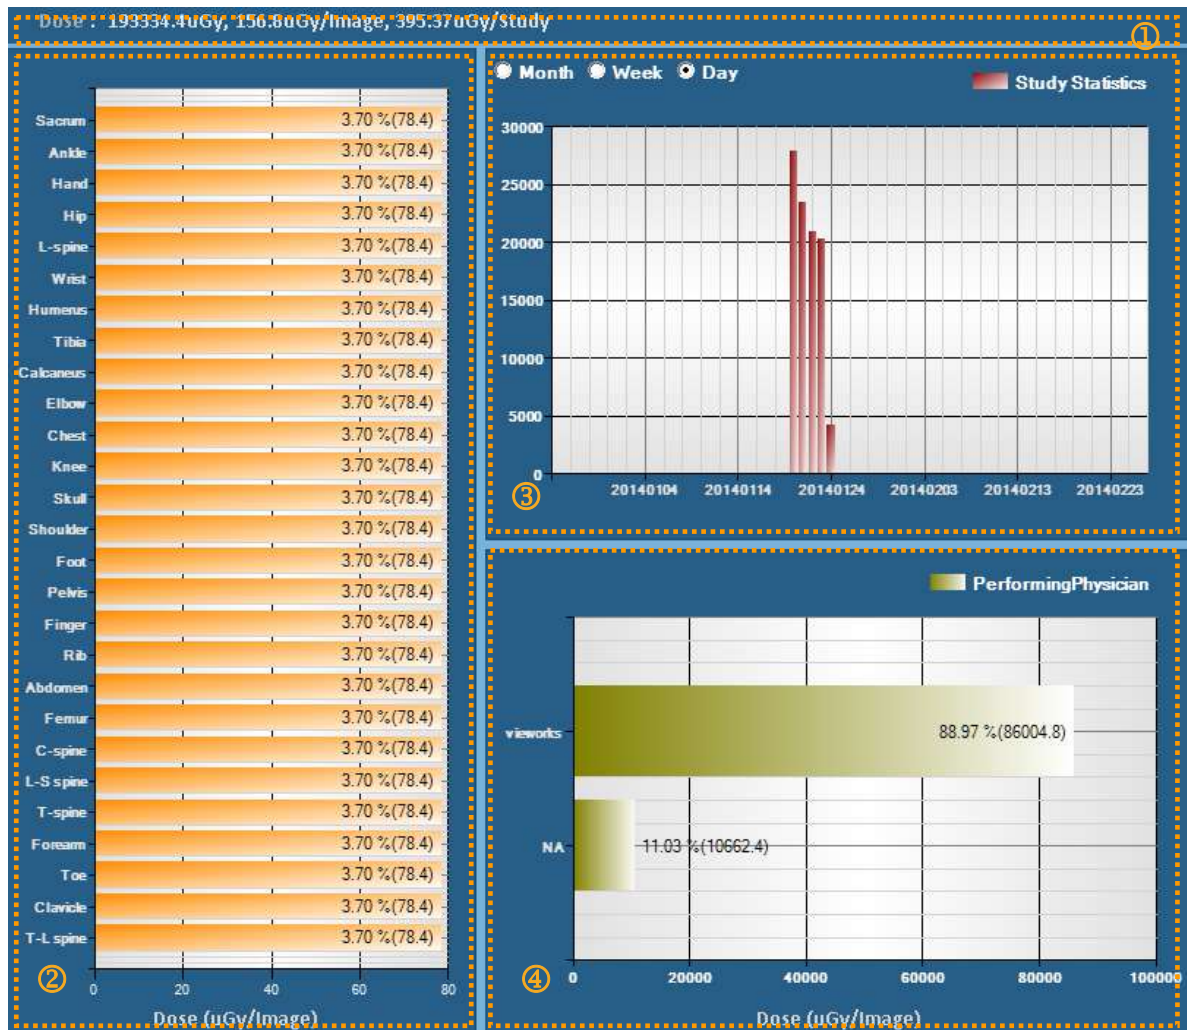 Dose : 193334.4uGy, 156.8uGy/Image, 395.37uGy/Study
①
Sacrum 3.70 %(78.4)
Ankle 3.70 %(78.4)
Hand 3.70 %(78.4)
Hip 3.70 %(78.4)
L-spine 3.70 %(78.4)
Wrist 3.70 %(78.4)
Humerus 3.70 %(78.4)
Tibia 3.70 %(78.4)
Calcaneus 3.70 %(78.4)
Elbow 3.70 %(78.4)
Chest 3.70 %(78.4)
Knee 3.70 %(78.4)
Skull 3.70 %(78.4)
Shoulder 3.70 %(78.4)
Foot 3.70 %(78.4)
Pelvis 3.70 %(78.4)
Finger 3.70 %(78.4)
Rib 3.70 %(78.4)
Abdomen 3.70 %(78.4)
Femur 3.70 %(78.4)
C-spine 3.70 %(78.4)
L-S spine 3.70 %(78.4)
T-spine 3.70 %(78.4)
Forearm 3.70 %(78.4)
Toe 3.70 %(78.4)
Clavicle 3.70 %(78.4)
T-L spine 3.70 %(78.4)
②
0 20 40 60 80
Dose (µGy/Image)
Month Week Day
Study Statistics
30000
25000
20000
15000
10000
5000
0
③
20140104 20140114 20140124 20140203 20140213 20140223
PerformingPhysician
vieworks 88.97 %(86004.8)
NA 11.03 %(10662.4)
④
0 20000 40000 60000 80000 100000
Dose (µGy/Image)